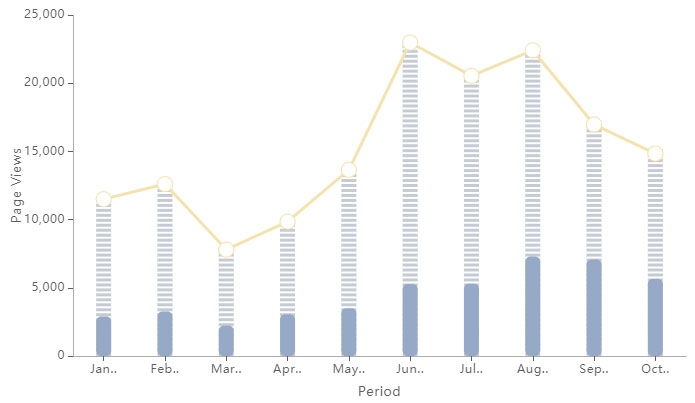 25,000
20,000
15,000
10,000
5,000
0
Page Views
Jan.. Feb.. Mar.. Apr.. May.. Jun.. Jul.. Aug.. Sep.. Oct..
Period